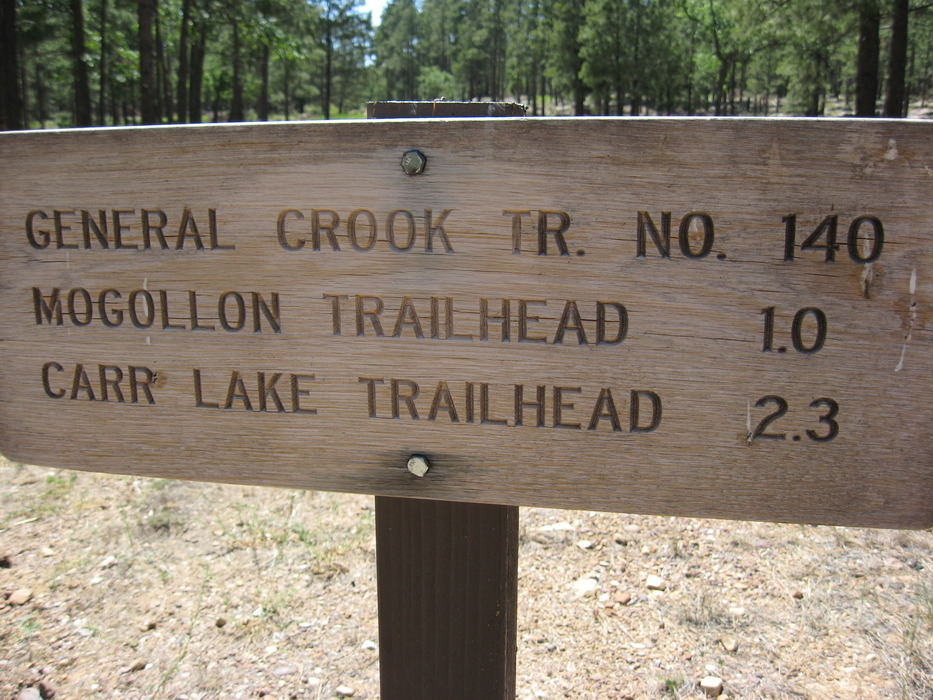 GENERAL CROOK TR. NO. 140
MOGOLLON TRAILHEAD 1.0
CARR LAKE TRAILHEAD 2.3